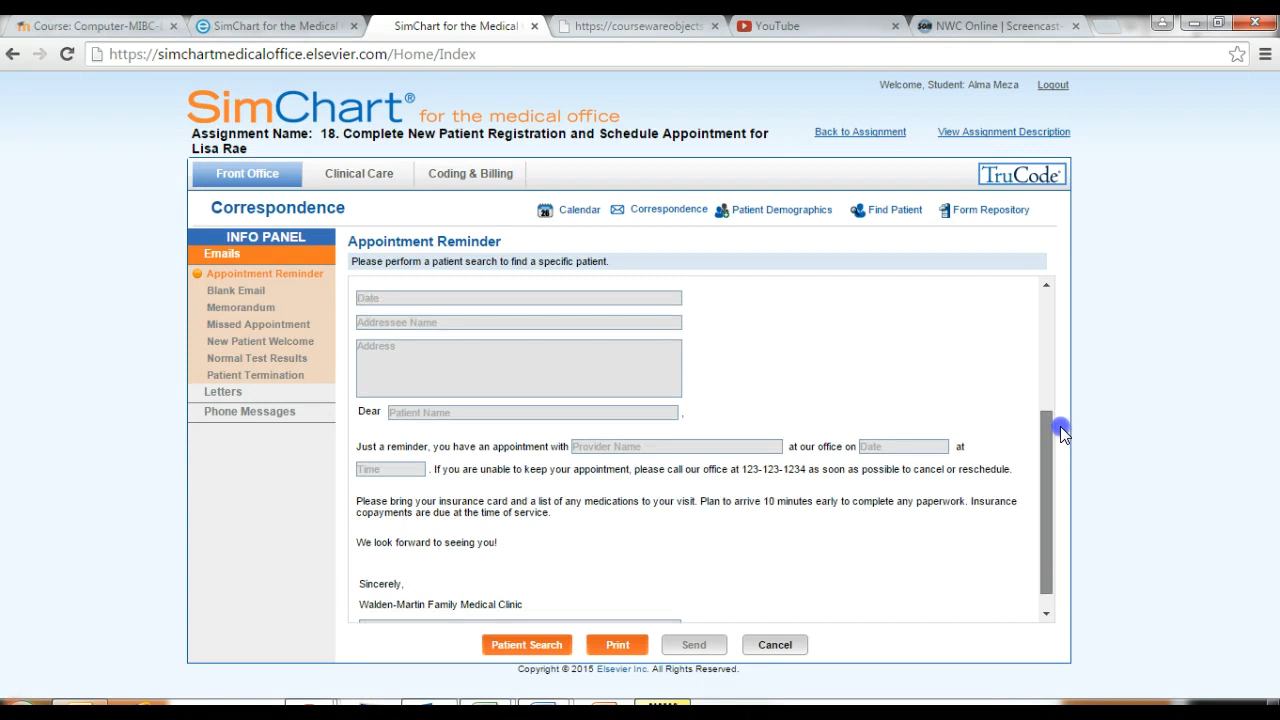 Course: Computer-MIBC-
SimChart for the Medical
SimChart for the Medical
https://coursewareobjects
YouTube
NWC Online | Screencast-
https://simchartmedicaloffice.elsevier.com/Home/Index
Welcome, Student: Alma Meza
Logout
SimChart® for the medical office
Assignment Name: 18. Complete New Patient Registration and Schedule Appointment for
Lisa Rae
Back to Assignment
View Assignment Description
Front Office
Clinical Care
Coding & Billing
TruCode®
Correspondence
Calendar
Correspondence
Patient Demographics
Find Patient
Form Repository
INFO PANEL
Emails
Appointment Reminder
Blank Email
Memorandum
Missed Appointment
New Patient Welcome
Normal Test Results
Patient Termination
Letters
Phone Messages
Appointment Reminder
Please perform a patient search to find a specific patient.
Date
Addressee Name
Address
Dear Patient Name ,
Just a reminder, you have an appointment with Provider Name at our office on Date at
Time . If you are unable to keep your appointment, please call our office at 123-123-1234 as soon as possible to cancel or reschedule.
Please bring your insurance card and a list of any medications to your visit. Plan to arrive 10 minutes early to complete any paperwork. Insurance
copayments are due at the time of service.
We look forward to seeing you!
Sincerely,
Walden-Martin Family Medical Clinic
Patient Search
Print
Send
Cancel
Copyright © 2015 Elsevier Inc. All Rights Reserved.